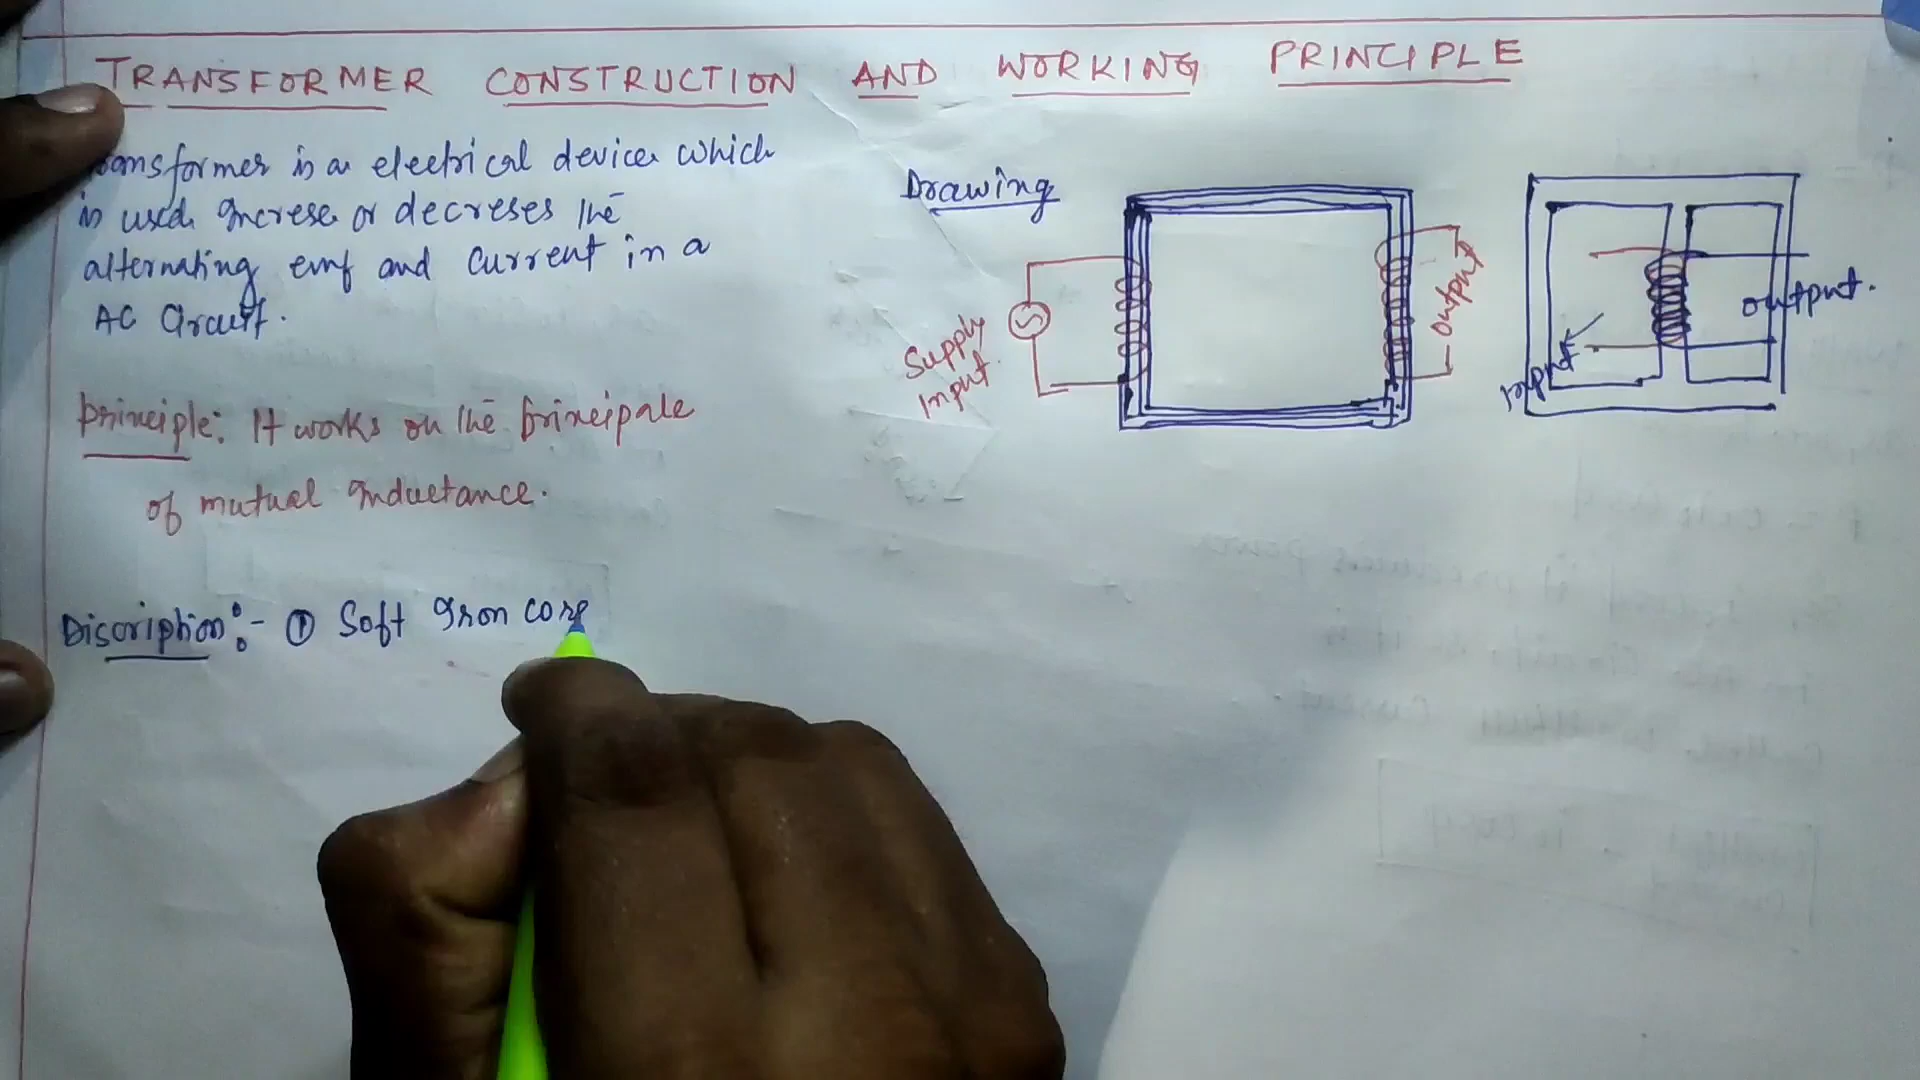 TRANSFORMER CONSTRUCTION AND WORKING PRINCIPLE
ransformer is a electrical device which
is used increse or decreses the
alternating emf and current in a
AC Circuit.
principle: It works on the principale
of mutual inductance.
Discription:- ① Soft Iron core
Drawing
Supply
Input.
output
Input
output.